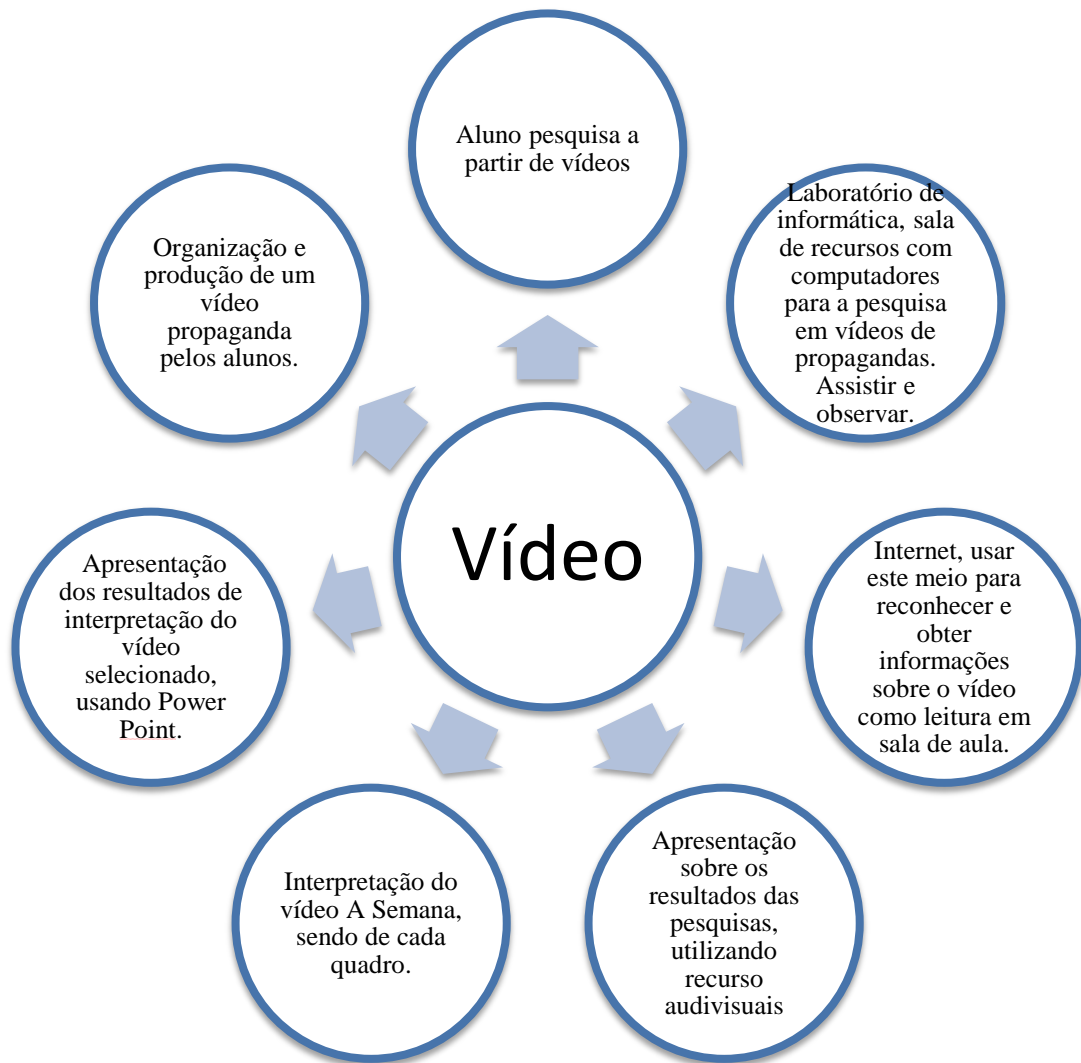 Aluno pesquisa a
partir de vídeos
Laboratório de
informática, sala
de recursos com
computadores
para a pesquisa
em vídeos de
propagandas.
Assistir e
observar.
Internet, usar
este meio para
reconhecer e
obter
informações
sobre o vídeo
como leitura em
sala de aula.
Apresentação
sobre os
resultados das
pesquisas,
utilizando
recurso
audivisuais
Interpretação do
vídeo A Semana,
sendo de cada
quadro.
Apresentação
dos resultados de
interpretação do
vídeo
selecionado,
usando Power
Point.
Organização e
produção de um
vídeo
propaganda
pelos alunos.
Vídeo